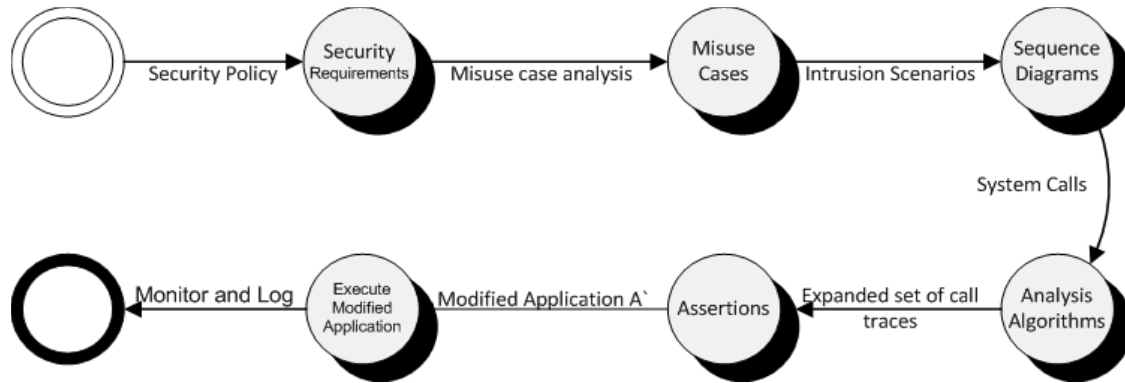 Security
Requirements
Security Policy
Misuse case analysis
Misuse
Cases
Intrusion Scenarios
Sequence
Diagrams
System Calls
Analysis
Algorithms
Expanded set of call
traces
Assertions
Modified Application A`
Execute
Modified
Application
Monitor and Log